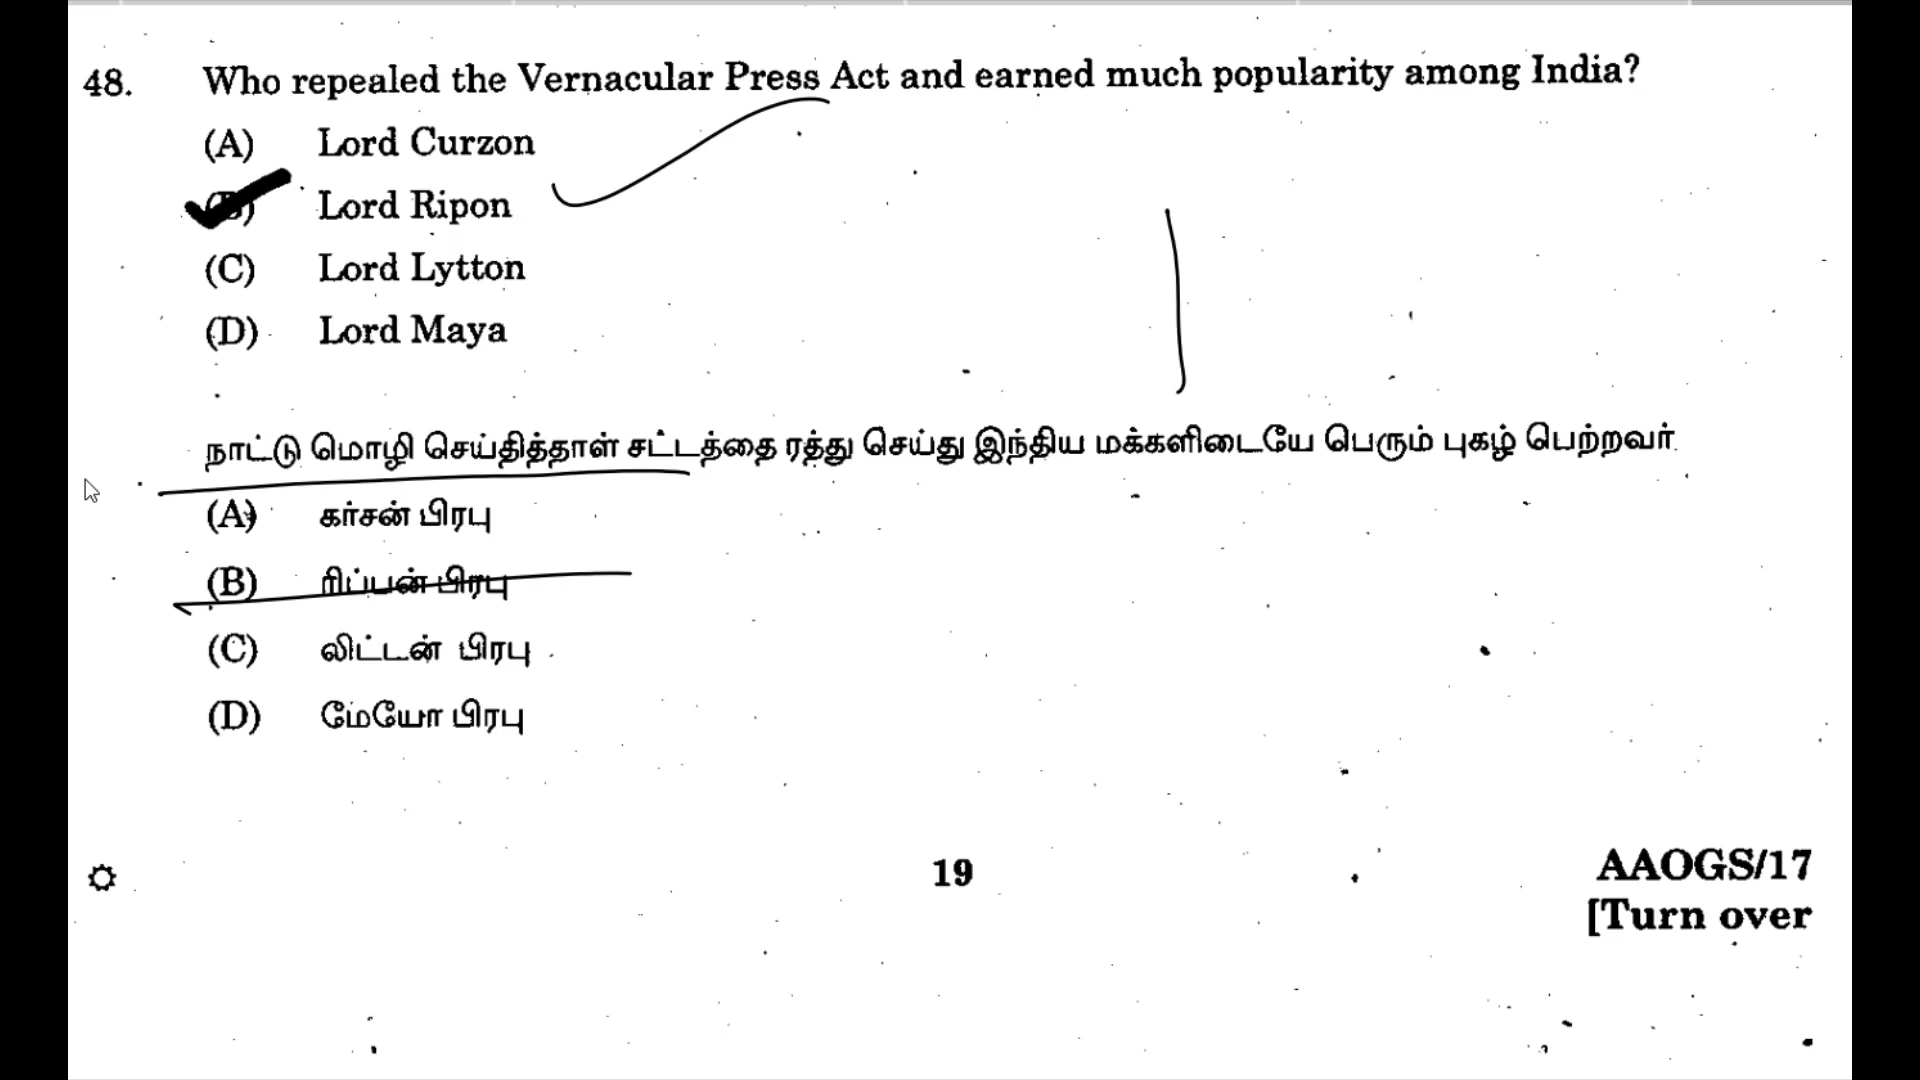 48. Who repealed the Vernacular Press Act and earned much popularity among India?
(A) Lord Curzon
(B) Lord Ripon
(C) Lord Lytton
(D) Lord Maya
நாட்டு மொழி செய்தித்தாள் சட்டத்தை ரத்து செய்து இந்திய மக்களிடையே பெரும் புகழ் பெற்றவர்
(A) கர்சன் பிரபு
(B) ரிப்பன் பிரபு
(C) லிட்டன் பிரபு
(D) மேயோ பிரபு
19
AAOGS/17
[Turn over